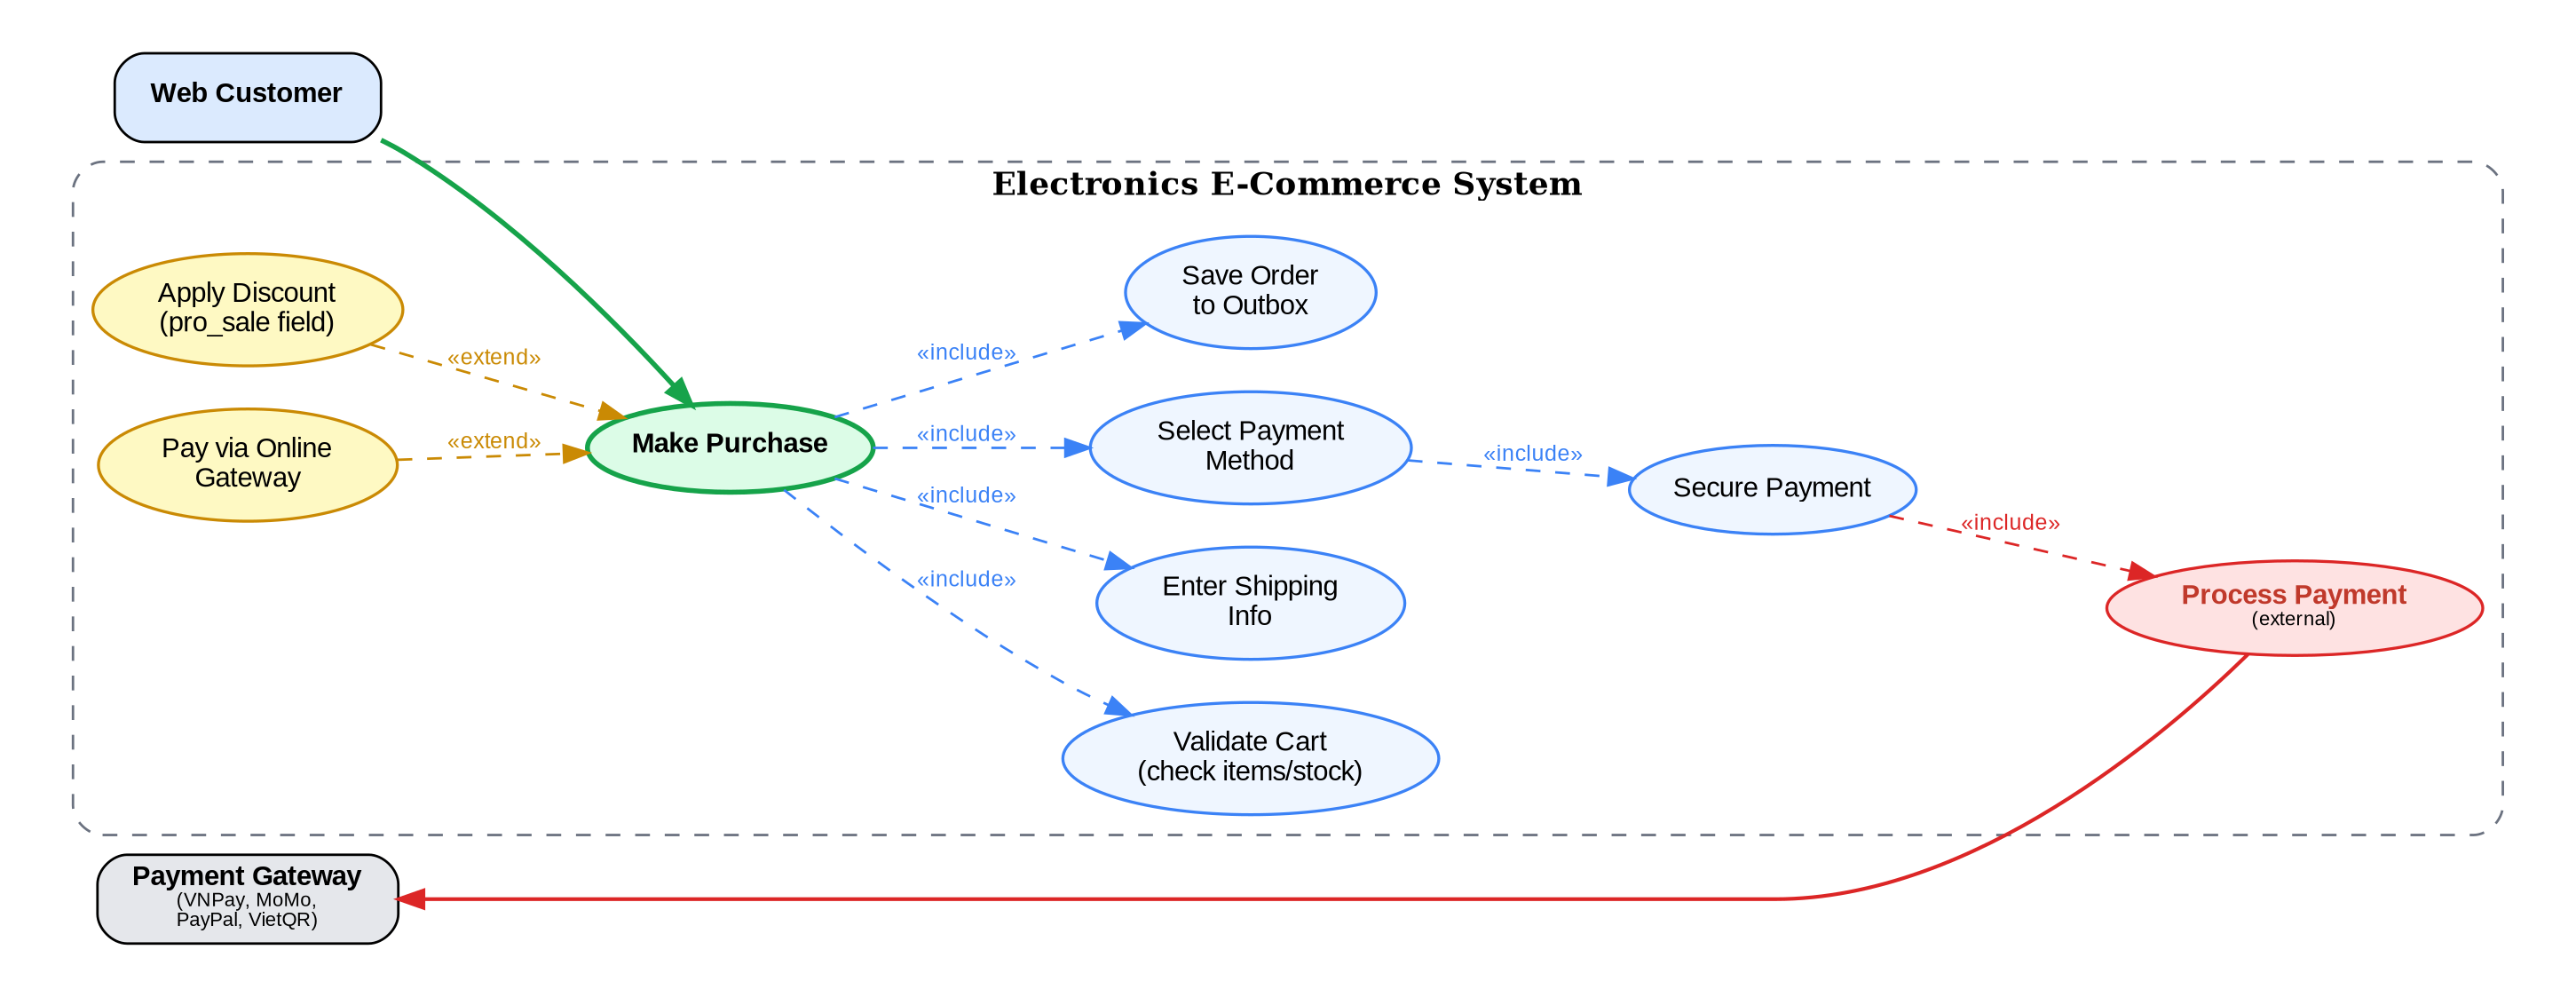 Web Customer
Electronics E-Commerce System
Apply Discount
(pro_sale field)
«extend»
Pay via Online
Gateway
«extend»
Make Purchase
«include»
Save Order
to Outbox
«include»
Select Payment
Method
«include»
Enter Shipping
Info
«include»
Validate Cart
(check items/stock)
«include»
Secure Payment
«include»
Process Payment
(external)
Payment Gateway
(VNPay, MoMo,
PayPal, VietQR)